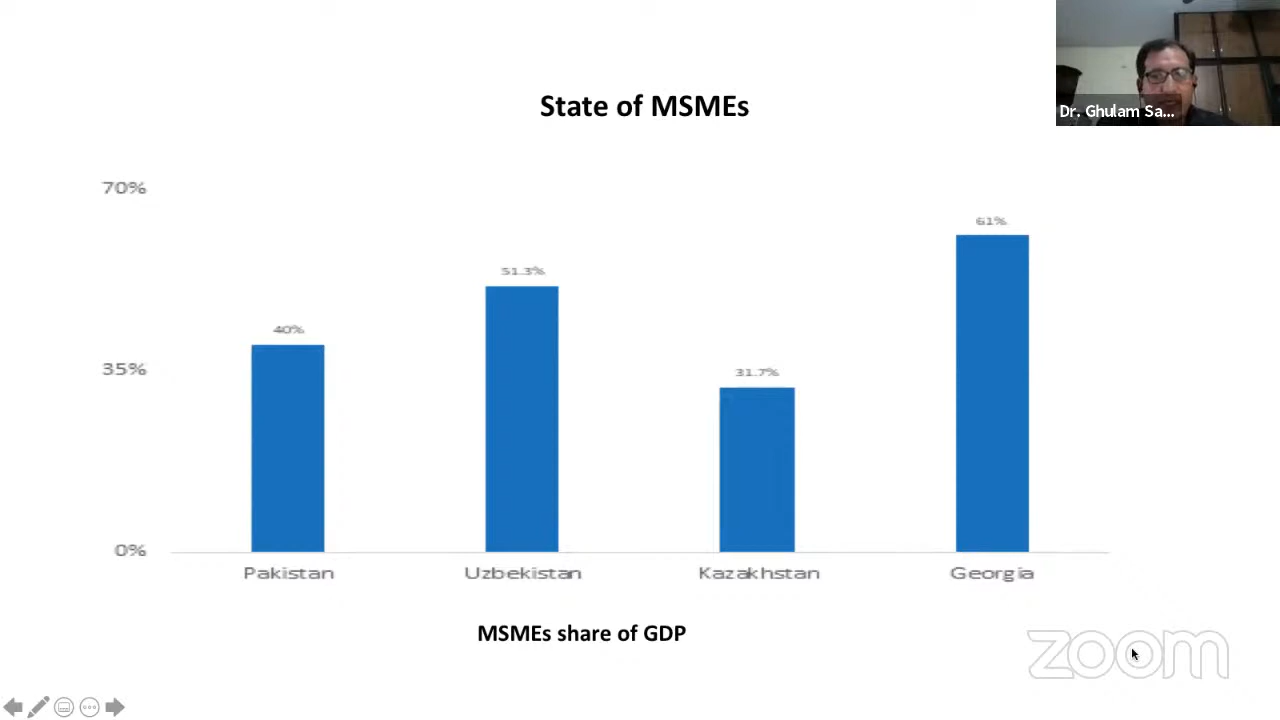 State of MSMEs
Dr. Ghulam Sa...
70%
61%
51.3%
40%
35%
31.7%
0%
Pakistan Uzbekistan Kazakhstan Georgia
MSMEs share of GDP
zoom